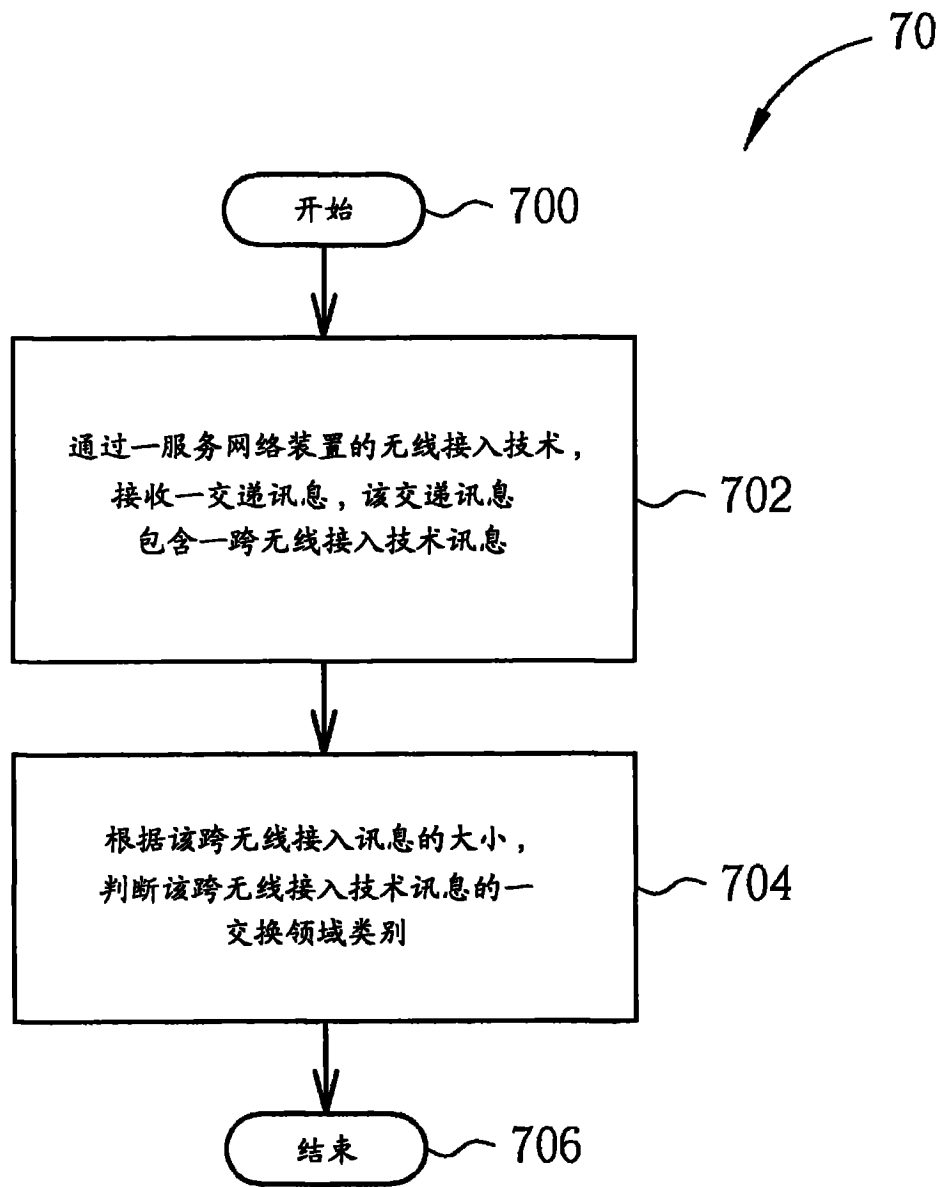 70
开始
700
通过一服务网络装置的无线接入技术，
接收一交递讯息，该交递讯息
包含一跨无线接入技术讯息
702
根据该跨无线接入讯息的大小，
判断该跨无线接入技术讯息的一
交换领域类别
704
结束
706